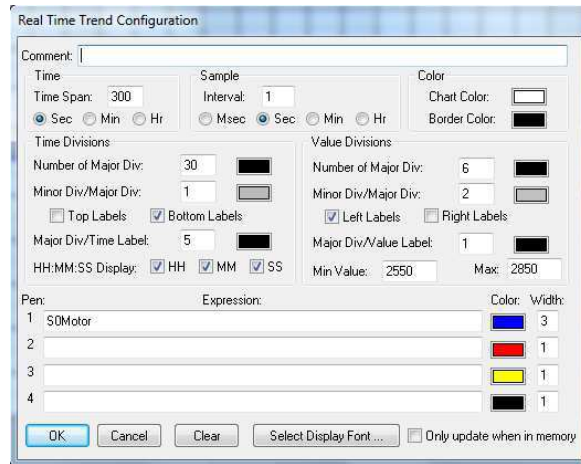 Real Time Trend Configuration
Comment:
Time
Time Span: 300
Sec Min Hr
Sample
Interval: 1
Msec Sec Min Hr
Color
Chart Color:
Border Color:
Time Divisions
Number of Major Div: 30
Minor Div/Major Div: 1
Top Labels Bottom Labels
Major Div/Time Label: 5
HH:MM:SS Display: HH MM SS
Value Divisions
Number of Major Div: 6
Minor Div/Major Div: 2
Left Labels Right Labels
Major Div/Value Label: 1
Min Value: 2550 Max: 2850
Pen: Expression: Color: Width:
1 S0Motor 3
2 1
3 1
4 1
OK Cancel Clear Select Display Font ... Only update when in memory